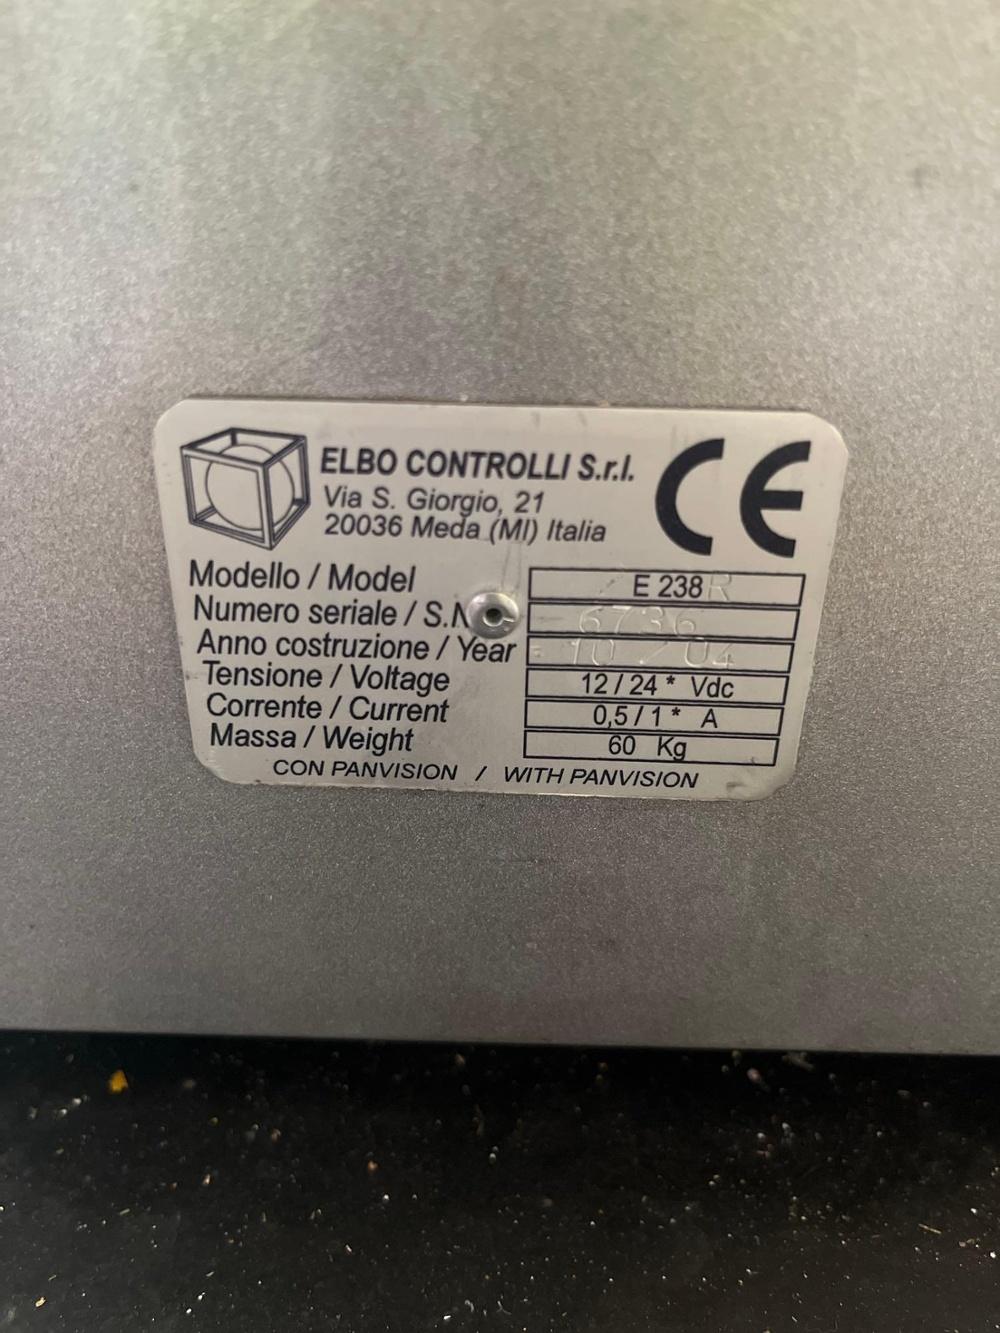 ELBO CONTROLLI S.r.l.
Via S. Giorgio, 21
20036 Meda (MI) Italia
CE
Modello / Model E 238R
Numero seriale / S.N 6736
Anno costruzione / Year 10 / 04
Tensione / Voltage 12 / 24 * Vdc
Corrente / Current 0,5 / 1 * A
Massa / Weight 60 Kg
CON PANVISION / WITH PANVISION